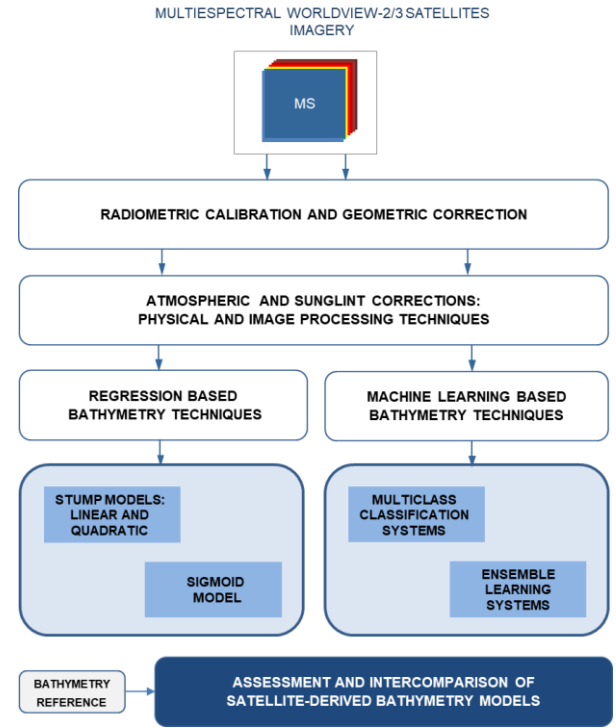 MULTIESPECTRAL WORLDVIEW-2/3 SATELLITES
IMAGERY
MS
RADIOMETRIC CALIBRATION AND GEOMETRIC CORRECTION
ATMOSPHERIC AND SUNGLINT CORRECTIONS:
PHYSICAL AND IMAGE PROCESSING TECHNIQUES
REGRESSION BASED
BATHYMETRY TECHNIQUES
MACHINE LEARNING BASED
BATHYMETRY TECHNIQUES
STUMP MODELS:
LINEAR AND
QUADRATIC
SIGMOID
MODEL
MULTICLASS
CLASSIFICATION
SYSTEMS
ENSEMBLE
LEARNING
SYSTEMS
BATHYMETRY
REFERENCE
ASSESSMENT AND INTERCOMPARISON OF
SATELLITE-DERIVED BATHYMETRY MODELS